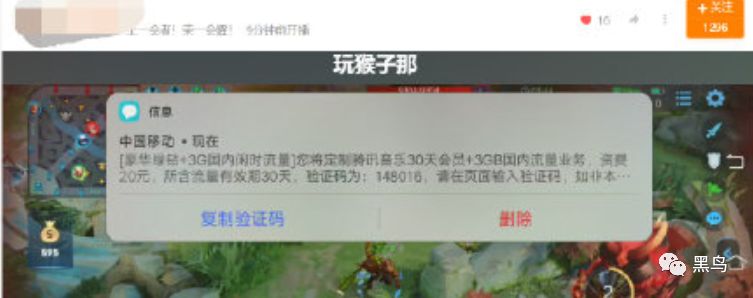 上一会者！ 来一会醒！ 9分钟前开播
16
+关注
1296
玩猴子那
信息
中国移动 • 现在
[豪华绿钻+3G国内闲时流量]您将定制腾讯音乐30天会员+3GB国内流量业务，资费
20元，所含流量有效期30天，验证码为：148016，请在页面输入验证码，如非本…
复制验证码
删除
595
2
黑鸟